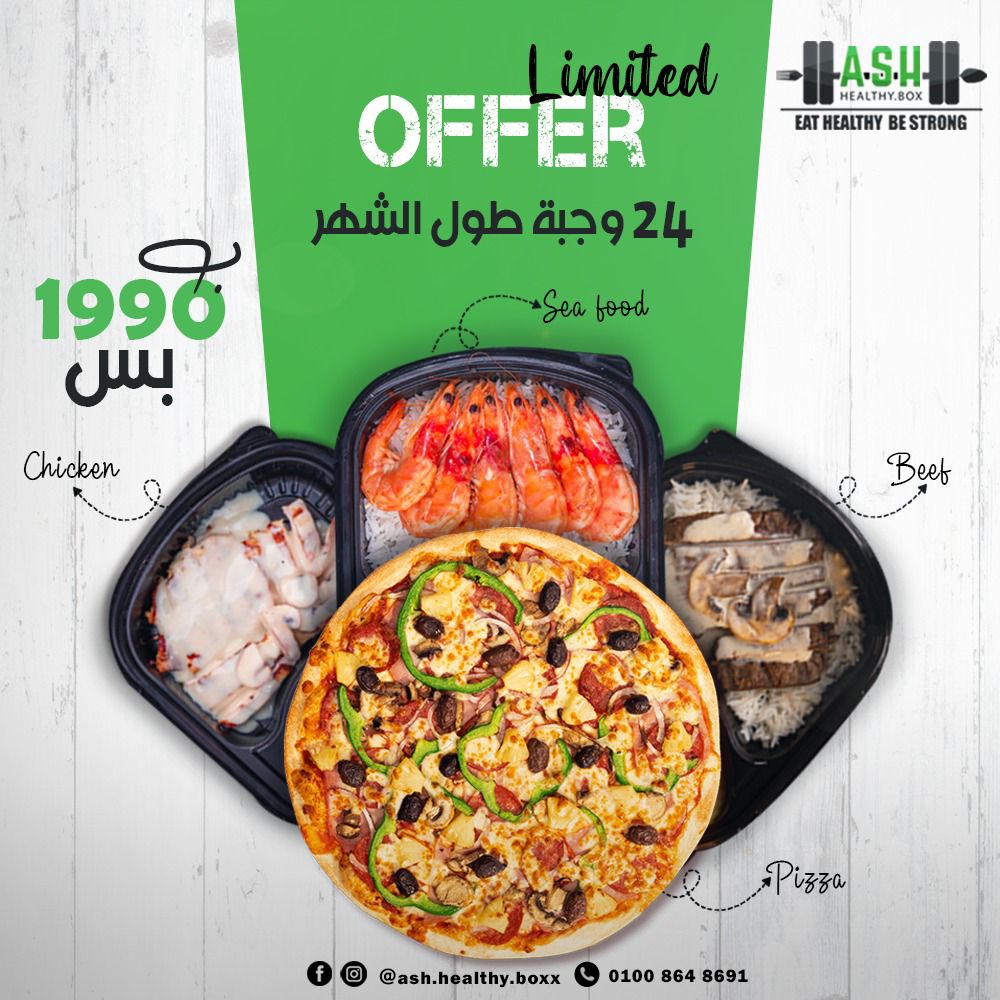 Limited
OFFER
A.S.H
HEALTHY.BOX
EAT HEALTHY BE STRONG
24 وجبة طول الشهر
1990 ج
بس
Sea food
Chicken
Beef
Pizza
@ash.healthy.boxx 0100 864 8691